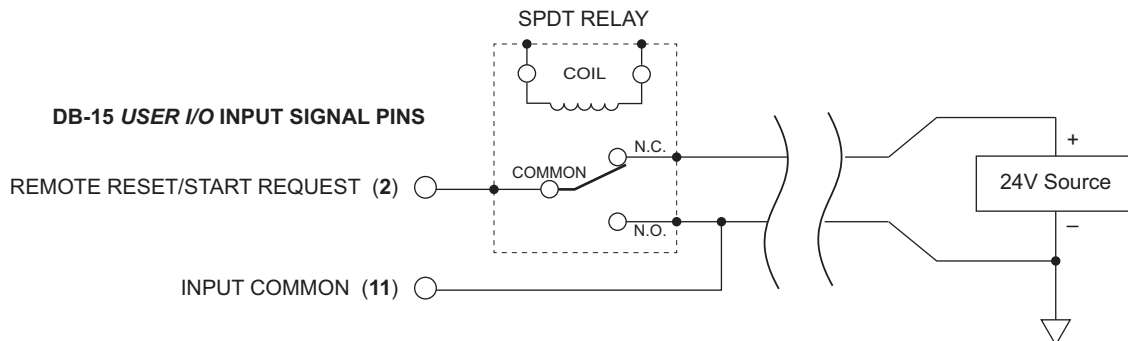 SPDT RELAY
COIL
DB-15 USER I/O INPUT SIGNAL PINS
N.C.
+
COMMON
REMOTE RESET/START REQUEST (2)
24V Source
N.O.
–
INPUT COMMON (11)